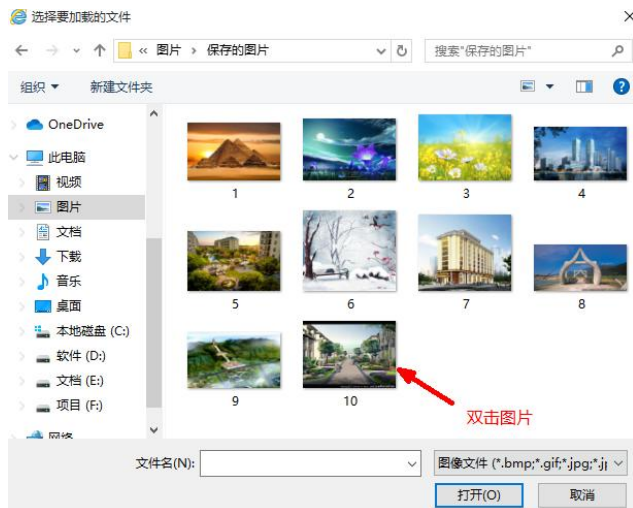 选择要加载的文件
« 图片 › 保存的图片
搜索"保存的图片"
组织 新建文件夹
OneDrive
此电脑
视频
图片
文档
下载
音乐
桌面
本地磁盘 (C:)
软件 (D:)
文档 (E:)
项目 (F:)
网络
1 2 3 4
5 6 7 8
9 10
双击图片
文件名(N):
图像文件 (*.bmp;*.gif;*.jpg;*.j
打开(O) 取消